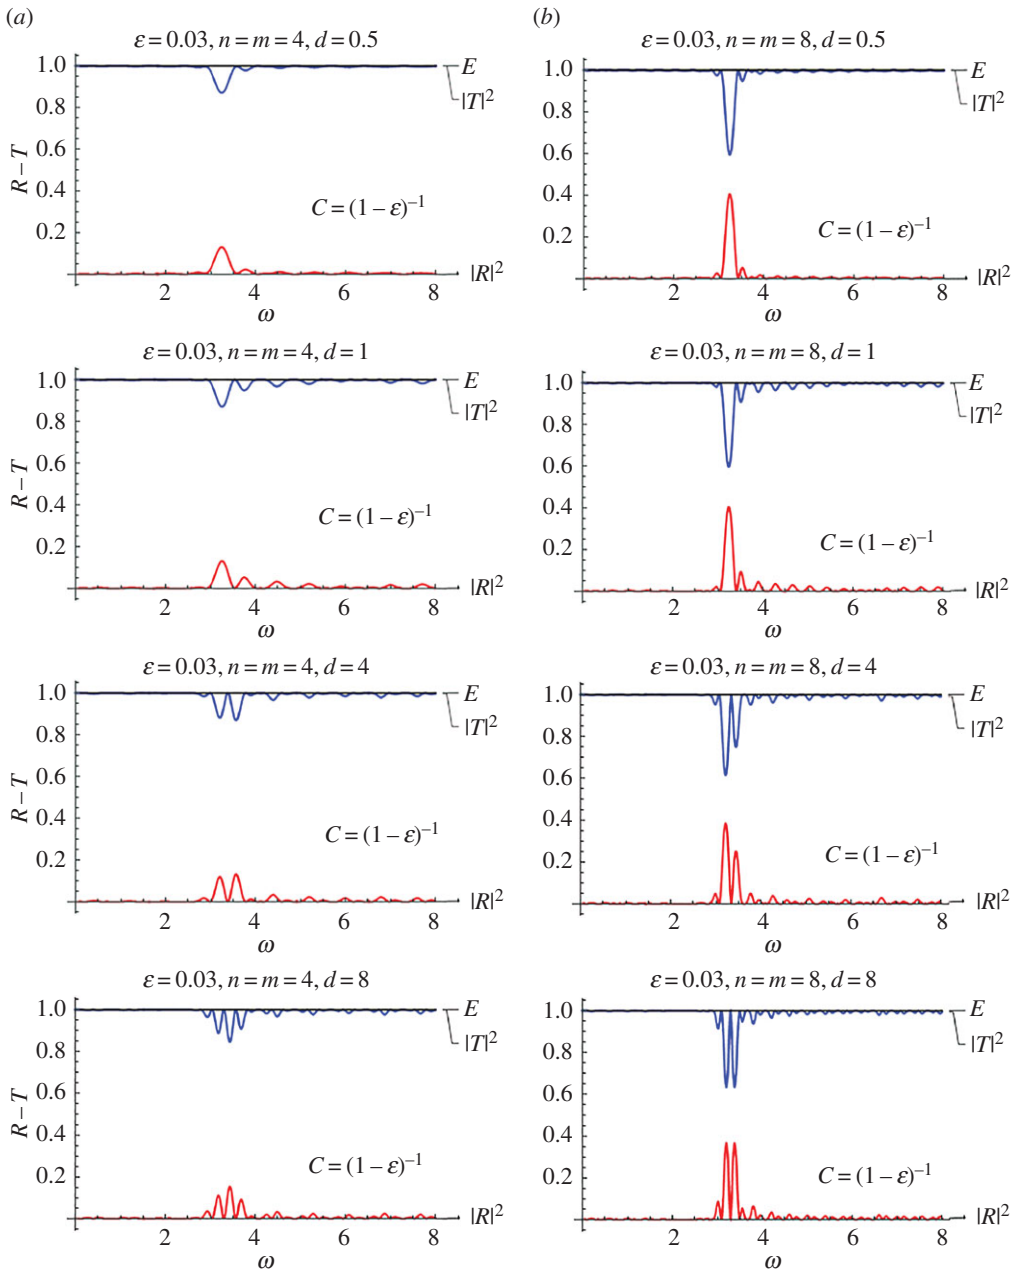 (a)
ε = 0.03, n = m = 4, d = 0.5
1.0
0.8
0.6
0.4
0.2
R – T
E
|T|²
C = (1 – ε)⁻¹
|R|²
2 4 6 8
ω
ε = 0.03, n = m = 4, d = 1
1.0
0.8
0.6
0.4
0.2
R – T
E
|T|²
C = (1 – ε)⁻¹
|R|²
2 4 6 8
ω
ε = 0.03, n = m = 4, d = 4
1.0
0.8
0.6
0.4
0.2
R – T
E
|T|²
C = (1 – ε)⁻¹
|R|²
2 4 6 8
ω
ε = 0.03, n = m = 4, d = 8
1.0
0.8
0.6
0.4
0.2
R – T
E
|T|²
C = (1 – ε)⁻¹
|R|²
2 4 6 8
ω
(b)
ε = 0.03, n = m = 8, d = 0.5
1.0
0.8
0.6
0.4
0.2
E
|T|²
C = (1 – ε)⁻¹
|R|²
2 4 6 8
ω
ε = 0.03, n = m = 8, d = 1
1.0
0.8
0.6
0.4
0.2
E
|T|²
C = (1 – ε)⁻¹
|R|²
2 4 6 8
ω
ε = 0.03, n = m = 8, d = 4
1.0
0.8
0.6
0.4
0.2
E
|T|²
C = (1 – ε)⁻¹
|R|²
2 4 6 8
ω
ε = 0.03, n = m = 8, d = 8
1.0
0.8
0.6
0.4
0.2
E
|T|²
C = (1 – ε)⁻¹
|R|²
2 4 6 8
ω